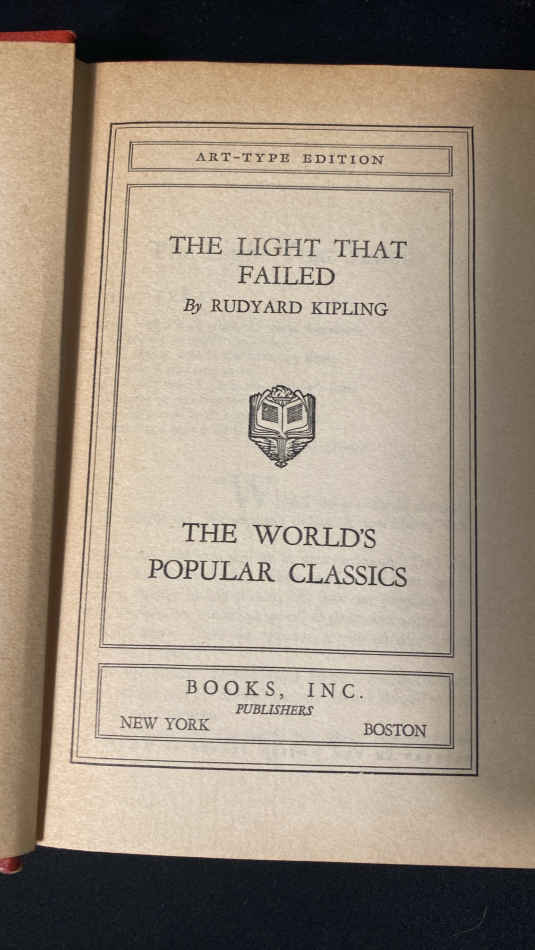 ART-TYPE EDITION
THE LIGHT THAT
FAILED
By RUDYARD KIPLING
THE WORLD'S
POPULAR CLASSICS
BOOKS, INC.
PUBLISHERS
NEW YORK BOSTON